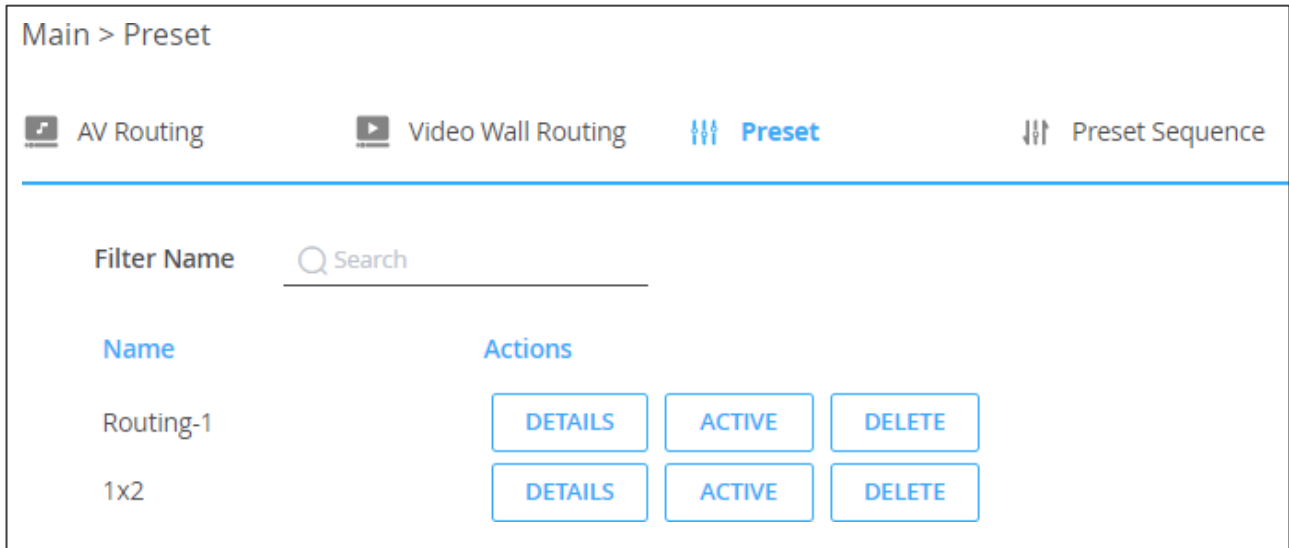 Main > Preset
AV Routing Video Wall Routing Preset Preset Sequence
Filter Name Search
Name Actions
Routing-1 DETAILS ACTIVE DELETE
1x2 DETAILS ACTIVE DELETE